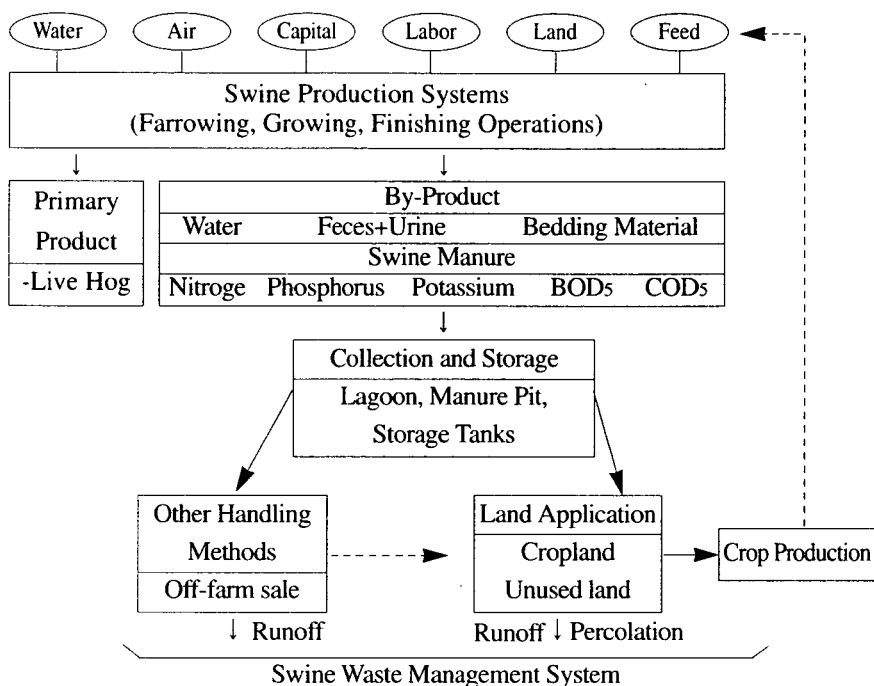 Water Air Capital Labor Land Feed
Swine Production Systems
(Farrowing, Growing, Finishing Operations)
Primary
Product
-Live Hog
By-Product
Water Feces+Urine Bedding Material
Swine Manure
Nitroge Phosphorus Potassium BOD5 COD5
Collection and Storage
Lagoon, Manure Pit,
Storage Tanks
Other Handling
Methods
Off-farm sale
Land Application
Cropland
Unused land
Crop Production
Runoff
Runoff Percolation
Swine Waste Management System